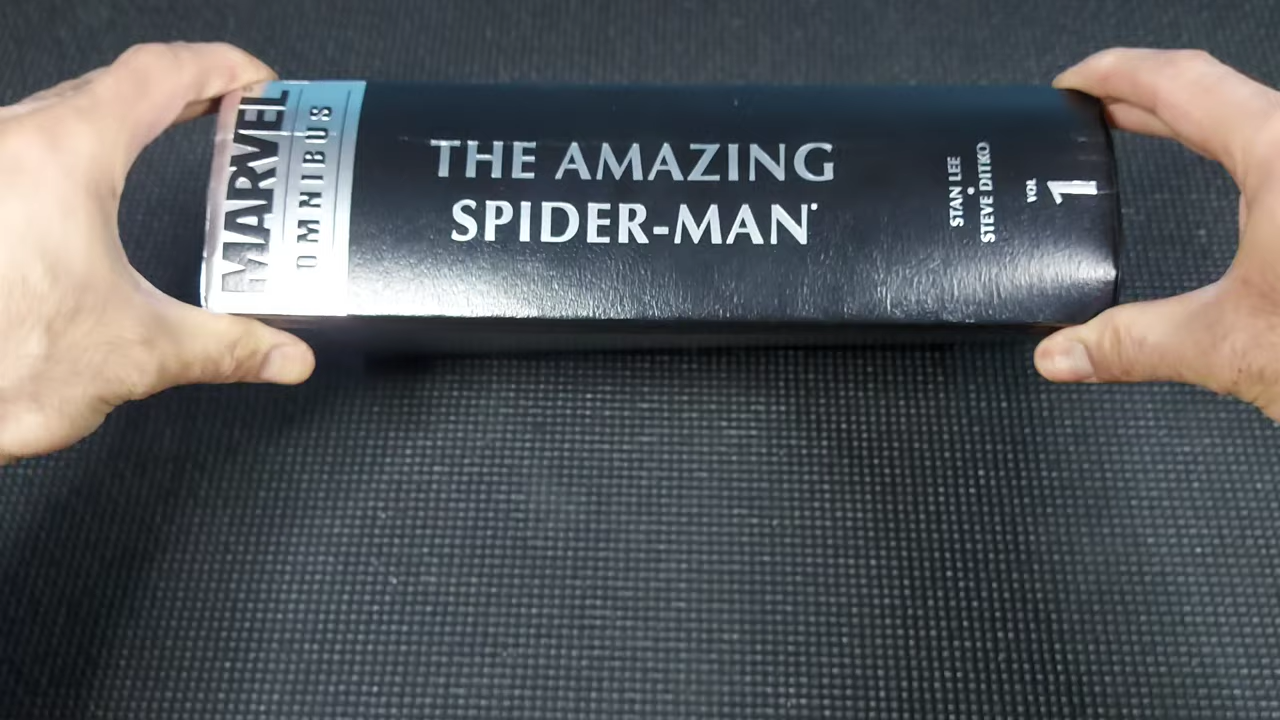 MARVEL
OMNIBUS
THE AMAZING
SPIDER-MAN
STAN LEE
•
STEVE DITKO
VOL
1